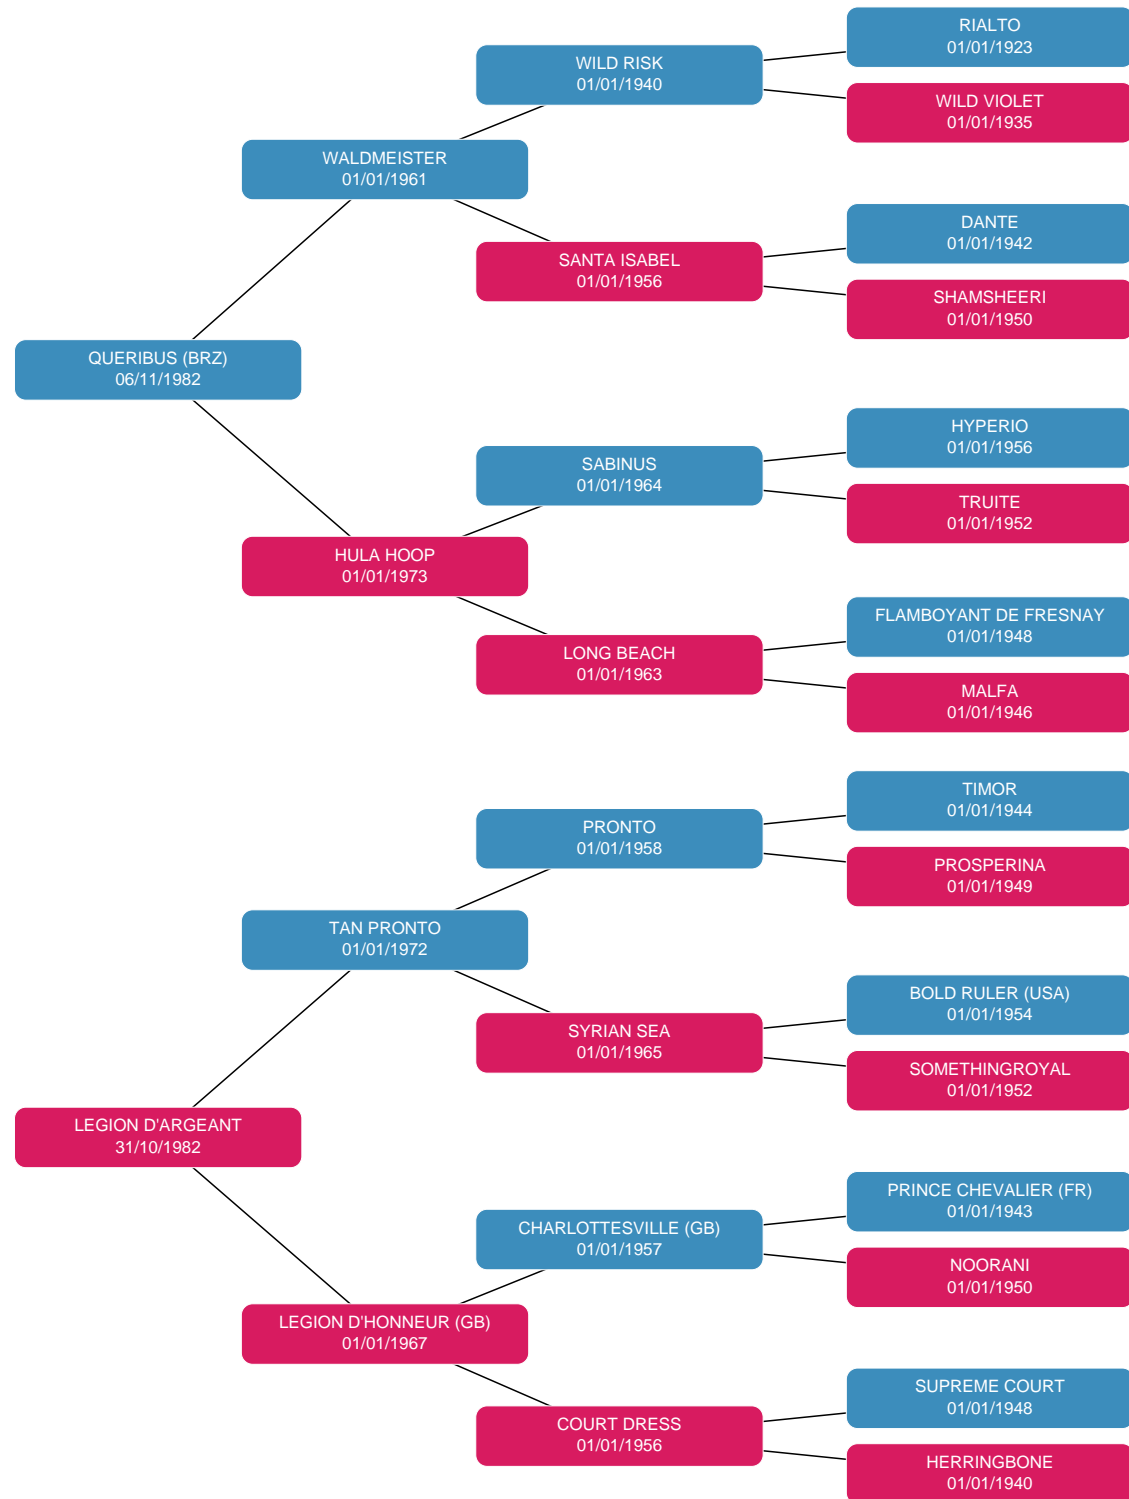 RIALTO
01/01/1923
WILD RISK
01/01/1940
WILD VIOLET
01/01/1935
WALDMEISTER
01/01/1961
DANTE
01/01/1942
SANTA ISABEL
01/01/1956
SHAMSHEERI
01/01/1950
QUERIBUS (BRZ)
06/11/1982
HYPERIO
01/01/1956
SABINUS
01/01/1964
TRUITE
01/01/1952
HULA HOOP
01/01/1973
FLAMBOYANT DE FRESNAY
01/01/1948
LONG BEACH
01/01/1963
MALFA
01/01/1946
TIMOR
01/01/1944
PRONTO
01/01/1958
PROSPERINA
01/01/1949
TAN PRONTO
01/01/1972
BOLD RULER (USA)
01/01/1954
SYRIAN SEA
01/01/1965
SOMETHINGROYAL
01/01/1952
LEGION D'ARGEANT
31/10/1982
PRINCE CHEVALIER (FR)
01/01/1943
CHARLOTTESVILLE (GB)
01/01/1957
NOORANI
01/01/1950
LEGION D'HONNEUR (GB)
01/01/1967
SUPREME COURT
01/01/1948
COURT DRESS
01/01/1956
HERRINGBONE
01/01/1940